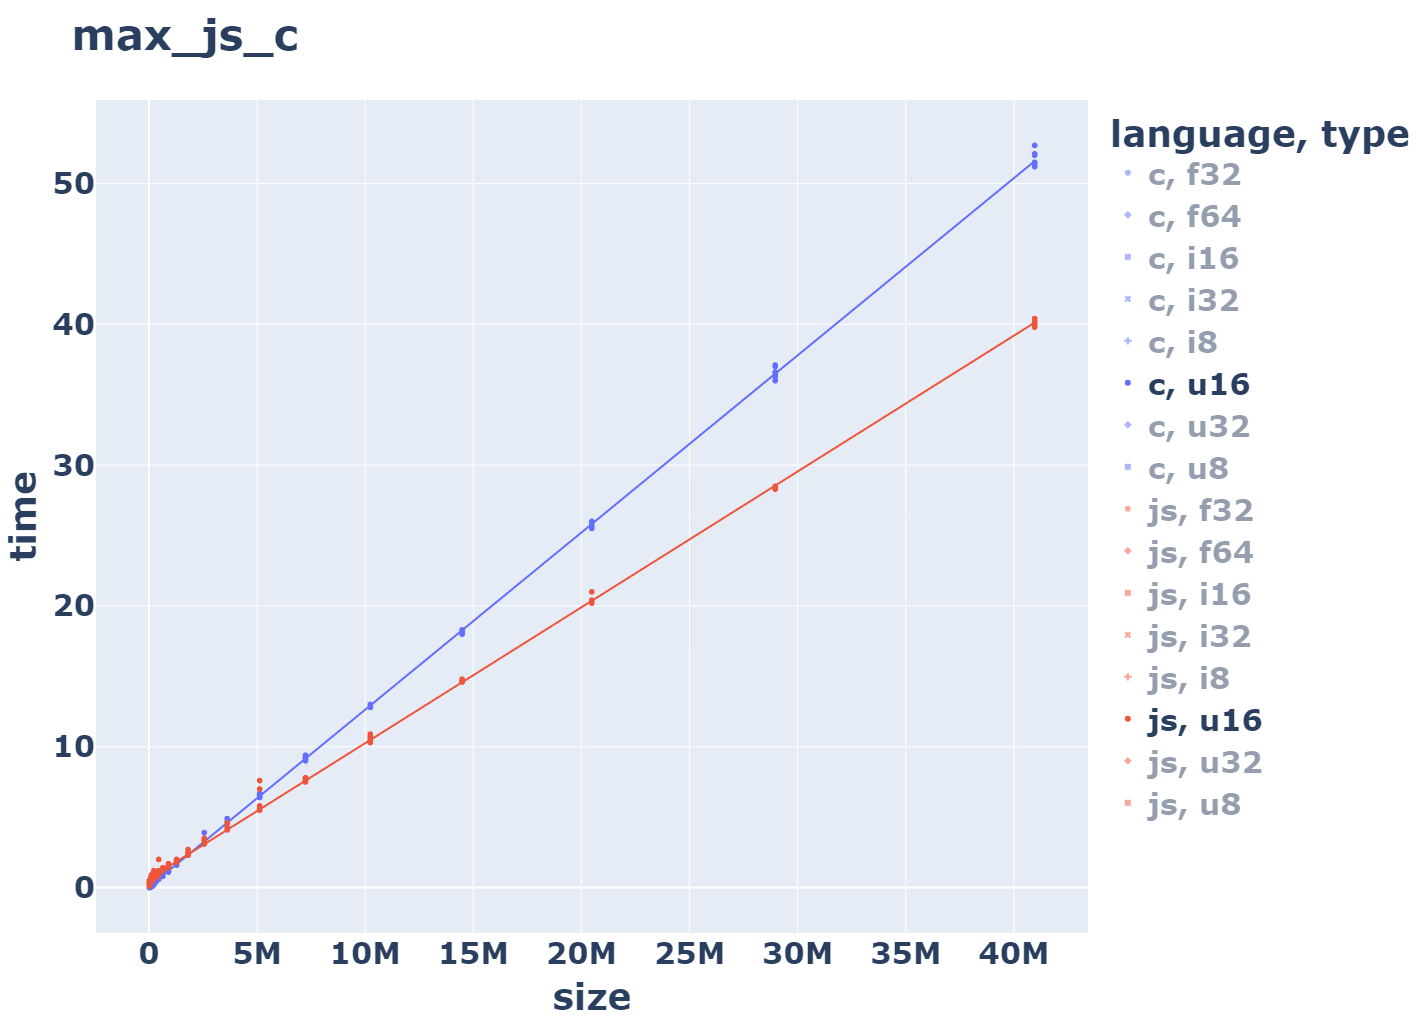 max_js_c
language, type
c, f32
c, f64
c, i16
c, i32
c, i8
c, u16
c, u32
c, u8
js, f32
js, f64
js, i16
js, i32
js, i8
js, u16
js, u32
js, u8
time
50
40
30
20
10
0
0 5M 10M 15M 20M 25M 30M 35M 40M
size